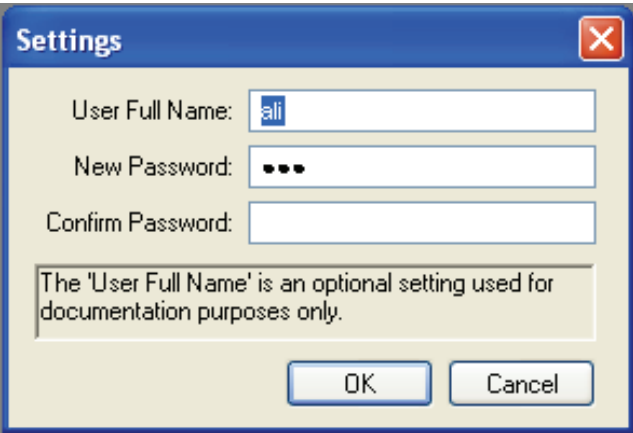 Settings
User Full Name: ali
New Password: •••
Confirm Password:
The 'User Full Name' is an optional setting used for
documentation purposes only.
OK Cancel